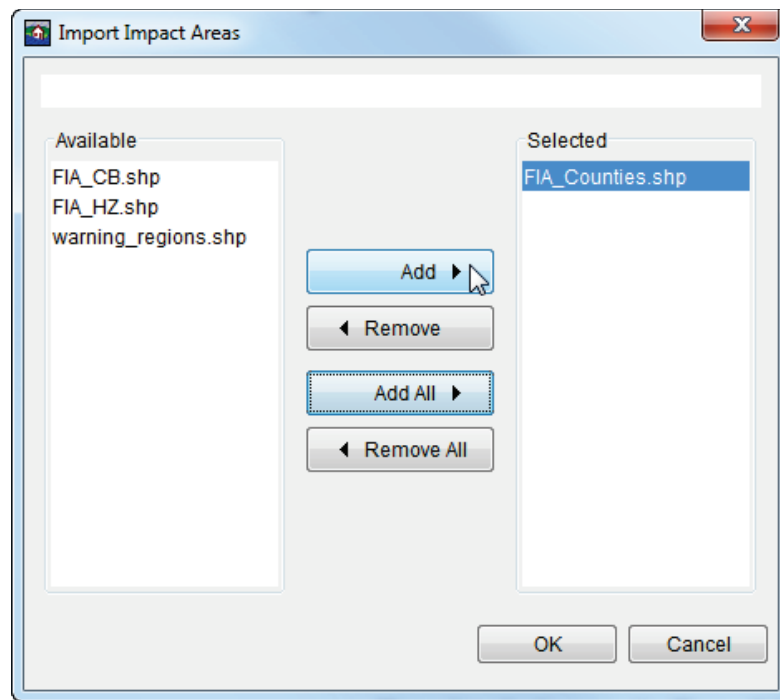 Import Impact Areas
Available
FIA_CB.shp
FIA_HZ.shp
warning_regions.shp
Add
Remove
Add All
Remove All
Selected
FIA_Counties.shp
OK
Cancel